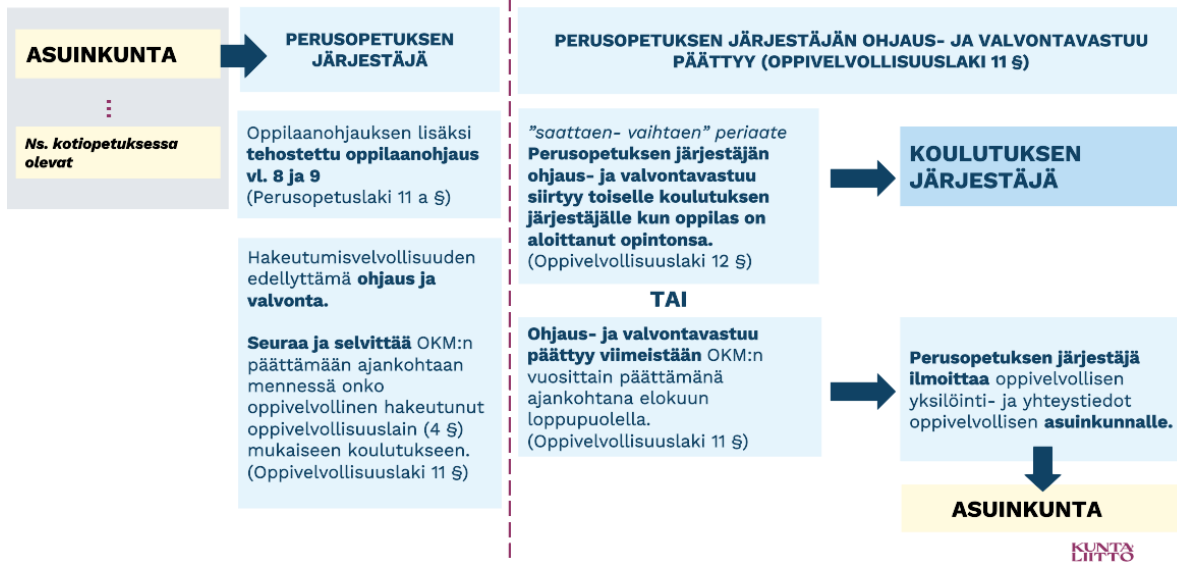 ASUINKUNTA
Ns. kotiopetuksessa
olevat
PERUSOPETUKSEN
JÄRJESTÄJÄ
Oppilaanohjauksen lisäksi
tehostettu oppilaanohjaus
vl. 8 ja 9
(Perusopetuslaki 11 a §)
Hakeutumisvelvollisuuden
edellyttämä ohjaus ja
valvonta.
Seuraa ja selvittää OKM:n
päättämään ajankohtaan
mennessä onko
oppivelvollinen hakeutunut
oppivelvollisuuslain (4 §)
mukaiseen koulutukseen.
(Oppivelvollisuuslaki 11 §)
PERUSOPETUKSEN JÄRJESTÄJÄN OHJAUS- JA VALVONTAVASTUU
PÄÄTTYY (OPPIVELVOLLISUUSLAKI 11 §)
”saattaen- vaihtaen” periaate
Perusopetuksen järjestäjän
ohjaus- ja valvontavastuu
siirtyy toiselle koulutuksen
järjestäjälle kun oppilas on
aloittanut opintonsa.
(Oppivelvollisuuslaki 12 §)
KOULUTUKSEN
JÄRJESTÄJÄ
TAI
Ohjaus- ja valvontavastuu
päättyy viimeistään OKM:n
vuosittain päättämänä
ajankohtana elokuun
loppupuolella.
(Oppivelvollisuuslaki 11 §)
Perusopetuksen järjestäjä
ilmoittaa oppivelvollisen
yksilöinti- ja yhteystiedot
oppivelvollisen asuinkunnalle.
ASUINKUNTA
KUNTA
LIITTO